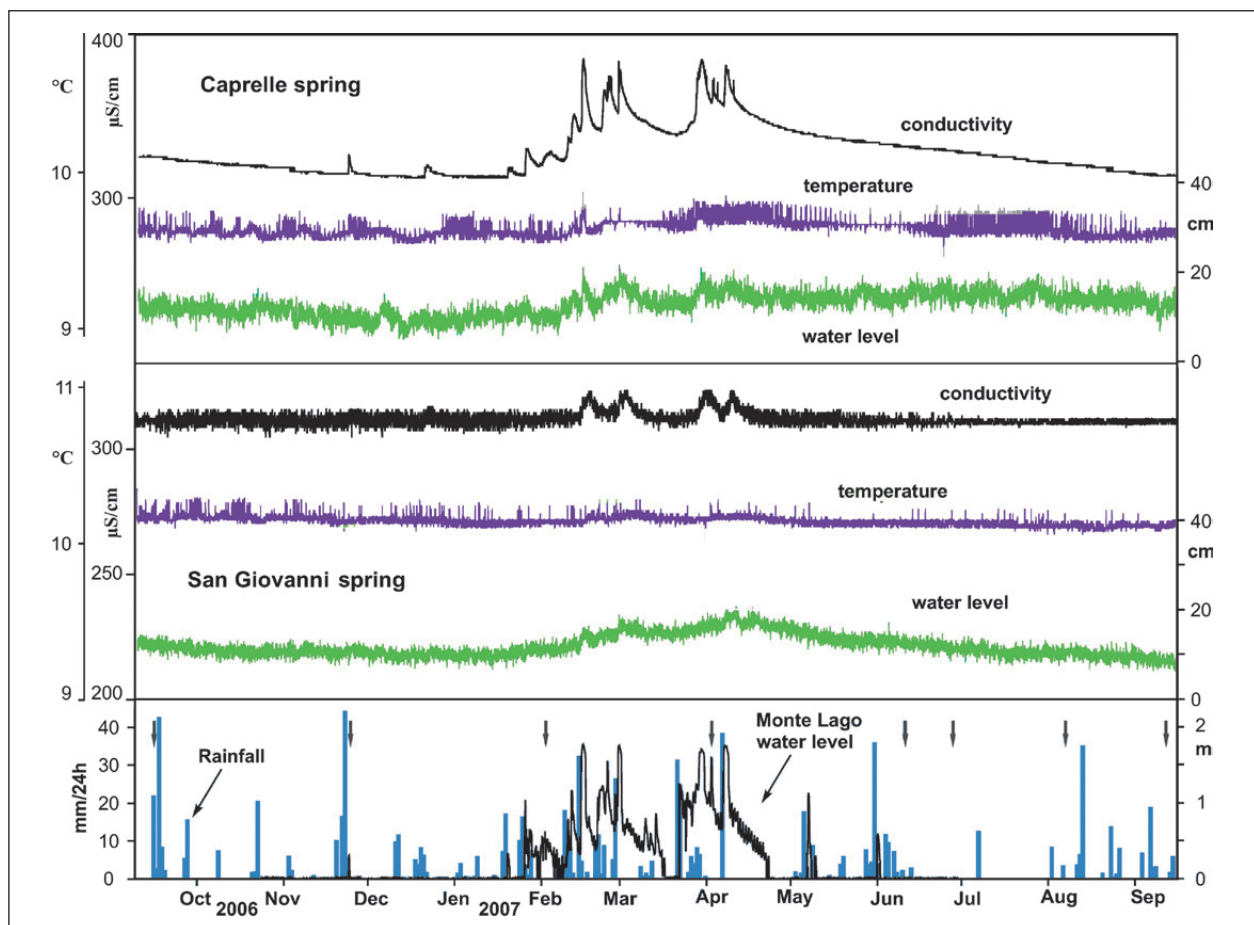 400
°C
µS/cm
Caprelle spring
conductivity
10
300
temperature
40
cm
20
water level
9
0
11
conductivity
300
°C
µS/cm
temperature
40
10
cm
250
San Giovanni spring
water level
20
9
200
0
40
Monte Lago
water level
2
m
Rainfall
30
mm/24h
20
1
10
0
0
Oct Nov Dec Jen Feb Mar Apr May Jun Jul Aug Sep
2006 2007